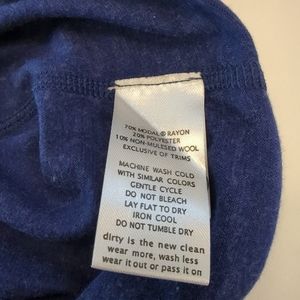 70% MODAL® RAYON
20% POLYESTER
10% NON-MULESED WOOL
EXCLUSIVE OF TRIMS
MACHINE WASH COLD
WITH SIMILAR COLORS
GENTLE CYCLE
DO NOT BLEACH
LAY FLAT TO DRY
IRON COOL
DO NOT TUMBLE DRY
dirty is the new clean
wear more, wash less
wear it out or pass it on